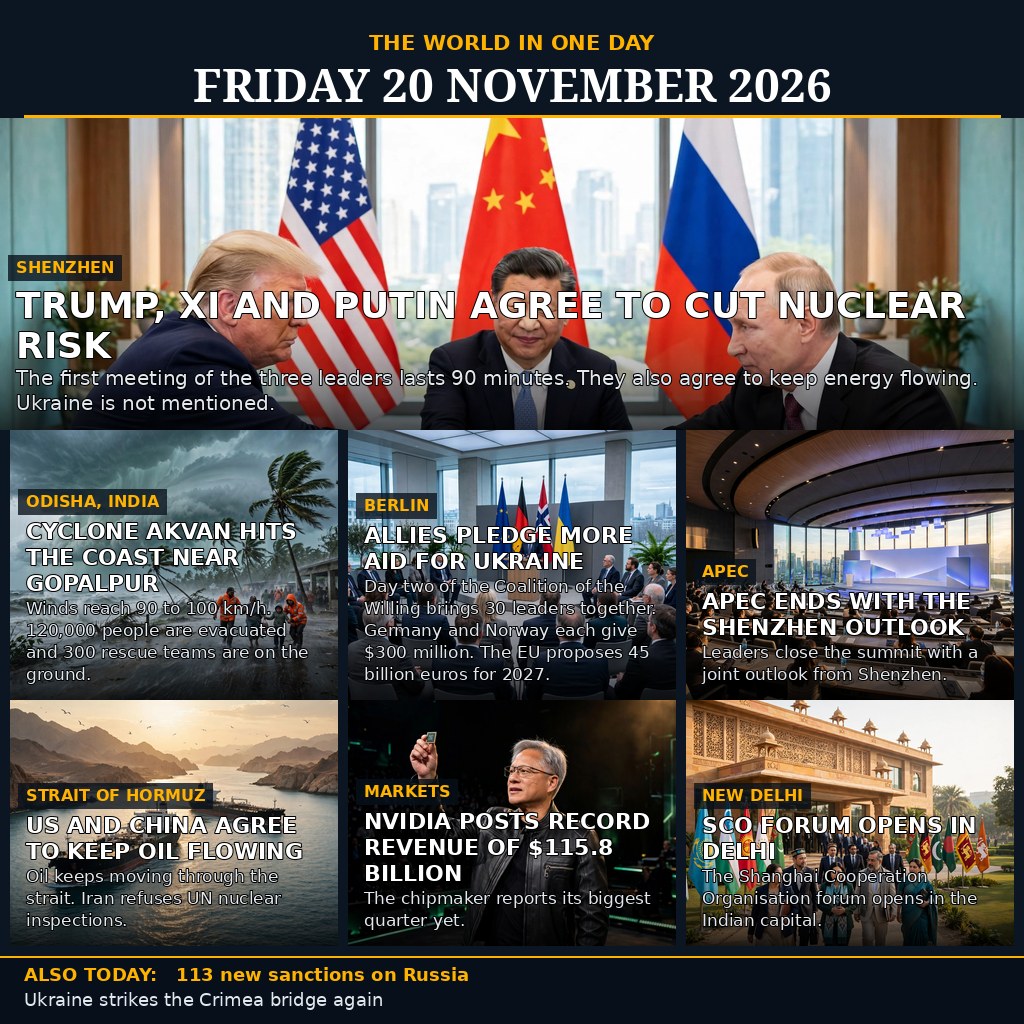 THE WORLD IN ONE DAY
FRIDAY 20 NOVEMBER 2026
SHENZHEN
TRUMP, XI AND PUTIN AGREE TO CUT NUCLEAR
RISK
The first meeting of the three leaders lasts 90 minutes. They also agree to keep energy flowing.
Ukraine is not mentioned.
ODISHA, INDIA
CYCLONE AKVAN HITS
THE COAST NEAR
GOPALPUR
Winds reach 90 to 100 km/h.
120,000 people are evacuated
and 300 rescue teams are on the
ground.
BERLIN
ALLIES PLEDGE MORE
AID FOR UKRAINE
Day two of the Coalition of the
Willing brings 30 leaders together.
Germany and Norway each give
$300 million. The EU proposes 45
billion euros for 2027.
APEC
APEC ENDS WITH THE
SHENZHEN OUTLOOK
Leaders close the summit with a
joint outlook from Shenzhen.
STRAIT OF HORMUZ
US AND CHINA AGREE
TO KEEP OIL FLOWING
Oil keeps moving through the
strait. Iran refuses UN nuclear
inspections.
MARKETS
NVIDIA POSTS RECORD
REVENUE OF $115.8
BILLION
The chipmaker reports its biggest
quarter yet.
NEW DELHI
SCO FORUM OPENS IN
DELHI
The Shanghai Cooperation
Organisation forum opens in the
Indian capital.
ALSO TODAY: 113 new sanctions on Russia
Ukraine strikes the Crimea bridge again